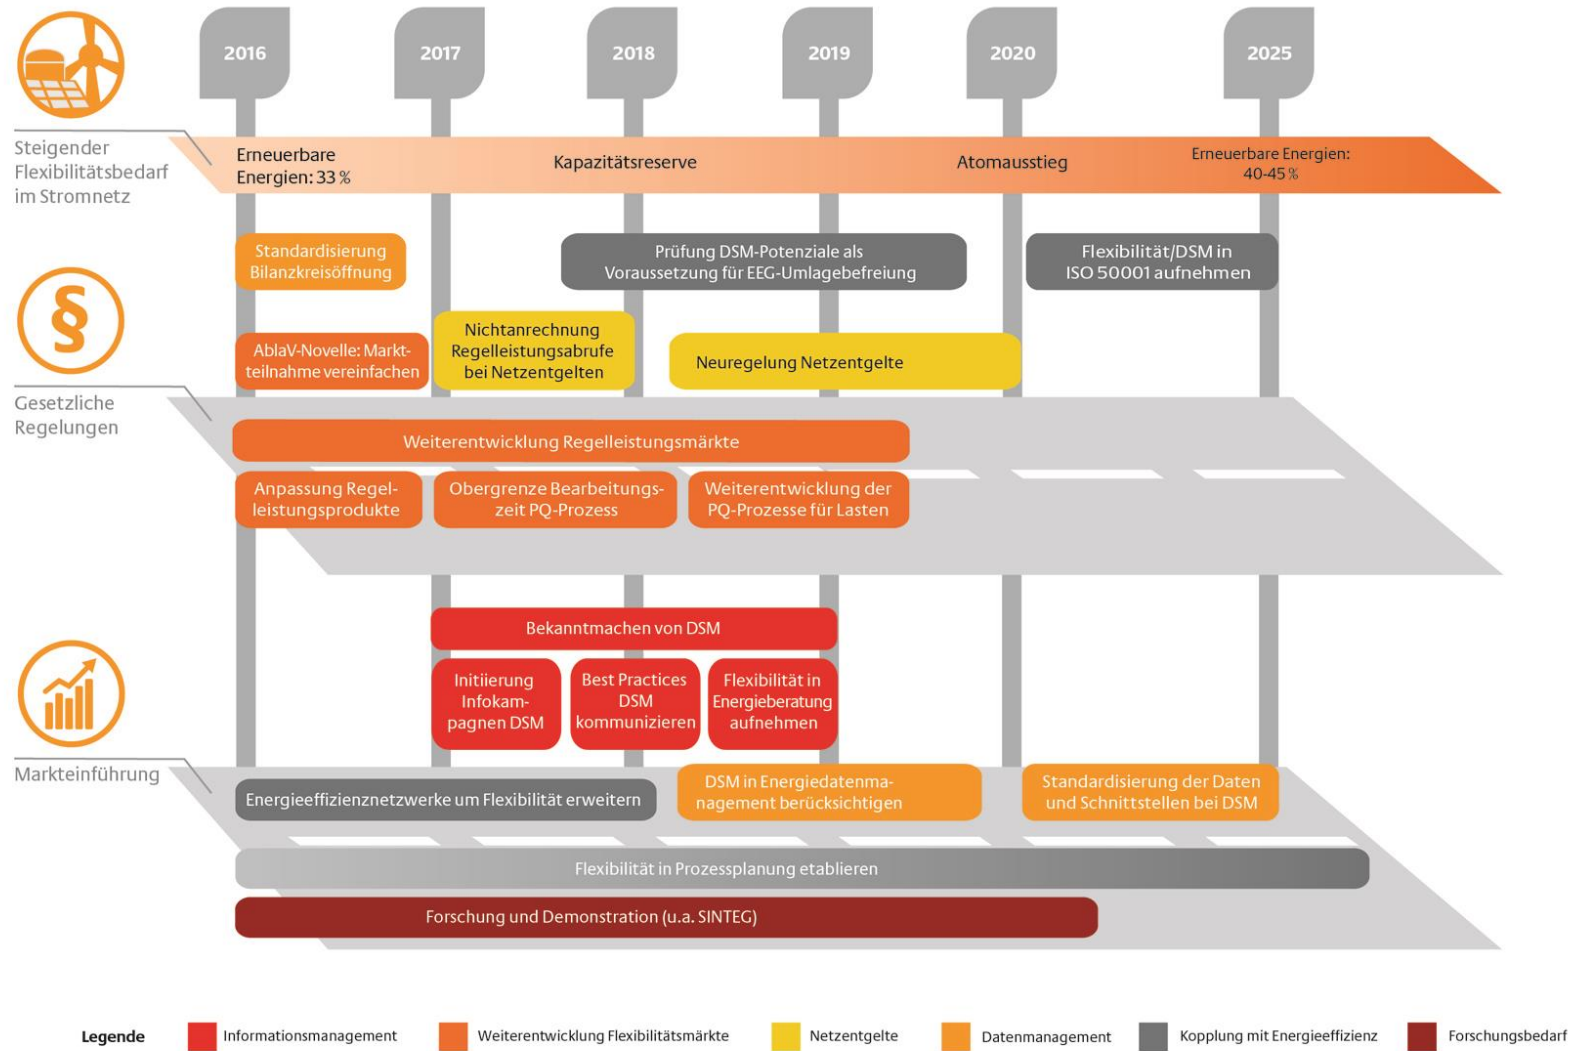 2016
2017
2018
2019
2020
2025
Steigender
Flexibilitätsbedarf
im Stromnetz
Erneuerbare
Energien: 33 %
Kapazitätsreserve
Atomausstieg
Erneuerbare Energien:
40-45 %
§
Gesetzliche
Regelungen
Standardisierung
Bilanzkreisöffnung
Prüfung DSM-Potenziale als
Voraussetzung für EEG-Umlagebefreiung
Flexibilität/DSM in
ISO 50001 aufnehmen
AblaV-Novelle: Markt-
teilnahme vereinfachen
Nichtanrechnung
Regelleistungsabrufe
bei Netzentgelten
Neuregelung Netzentgelte
Weiterentwicklung Regelleistungsmärkte
Anpassung Regel-
leistungsprodukte
Obergrenze Bearbeitungs-
zeit PQ-Prozess
Weiterentwicklung der
PQ-Prozesse für Lasten
Markteinführung
Bekanntmachen von DSM
Initiierung
Infokam-
pagnen DSM
Best Practices
DSM
kommunizieren
Flexibilität in
Energieberatung
aufnehmen
Energieeffizienznetzwerke um Flexibilität erweitern
DSM in Energiedatenma-
nagement berücksichtigen
Standardisierung der Daten
und Schnittstellen bei DSM
Flexibilität in Prozessplanung etablieren
Forschung und Demonstration (u.a. SINTEG)
Legende
Informationsmanagement
Weiterentwicklung Flexibilitätsmärkte
Netzentgelte
Datenmanagement
Kopplung mit Energieeffizienz
Forschungsbedarf